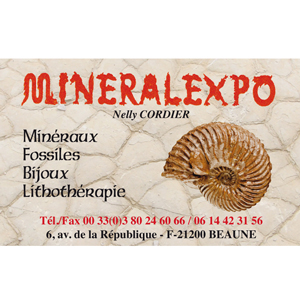 MINERALEXPO
Nelly CORDIER
Minéraux
Fossiles
Bijoux
Lithothérapie
Tél./Fax 00 33(0)3 80 24 60 66 / 06 14 42 31 56
6, av. de la République - F-21200 BEAUNE